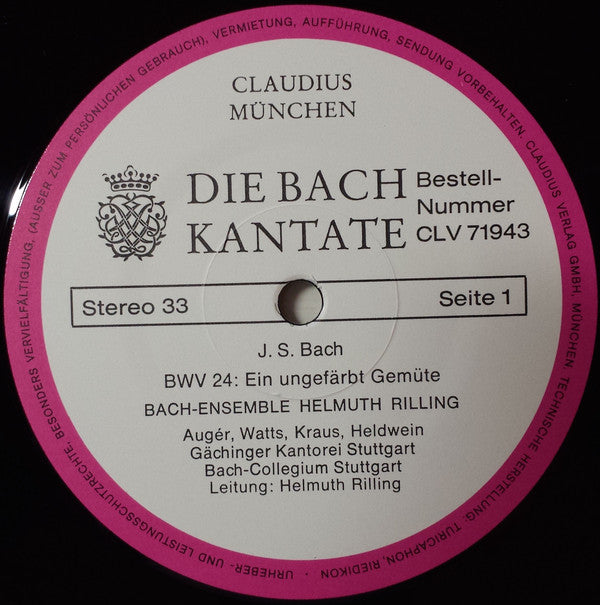 CLAUDIUS
MÜNCHEN
DIE BACH
KANTATE
Bestell-
Nummer
CLV 71943
Stereo 33
Seite 1
J. S. Bach
BWV 24: Ein ungefärbt Gemüte
BACH-ENSEMBLE HELMUTH RILLING
Augér, Watts, Kraus, Heldwein
Gächinger Kantorei Stuttgart
Bach-Collegium Stuttgart
Leitung: Helmuth Rilling
URHEBER- UND LEISTUNGSSCHUTZRECHTE, BESONDERS VERVIELFÄLTIGUNG, (AUSSER ZUM PERSÖNLICHEN GEBRAUCH), VERMIETUNG, AUFFÜHRUNG, SENDUNG VORBEHALTEN. CLAUDIUS VERLAG GMBH, MÜNCHEN. TECHNISCHE HERSTELLUNG: TURICAPHON, RIEDIKON •